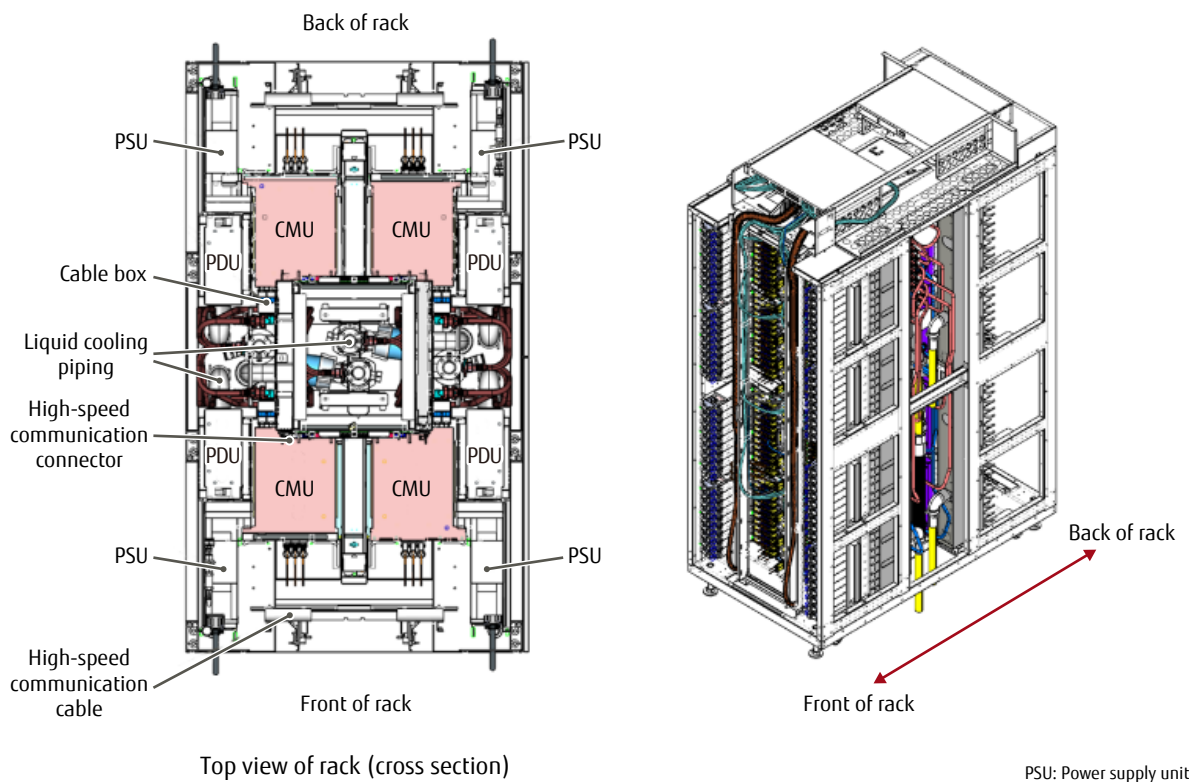 Back of rack
PSU
PSU
CMU
CMU
PDU
PDU
Cable box
Liquid cooling
piping
High-speed
communication
connector
PDU
PDU
CMU
CMU
PSU
PSU
High-speed
communication
cable
Front of rack
Top view of rack (cross section)
Back of rack
Front of rack
PSU: Power supply unit